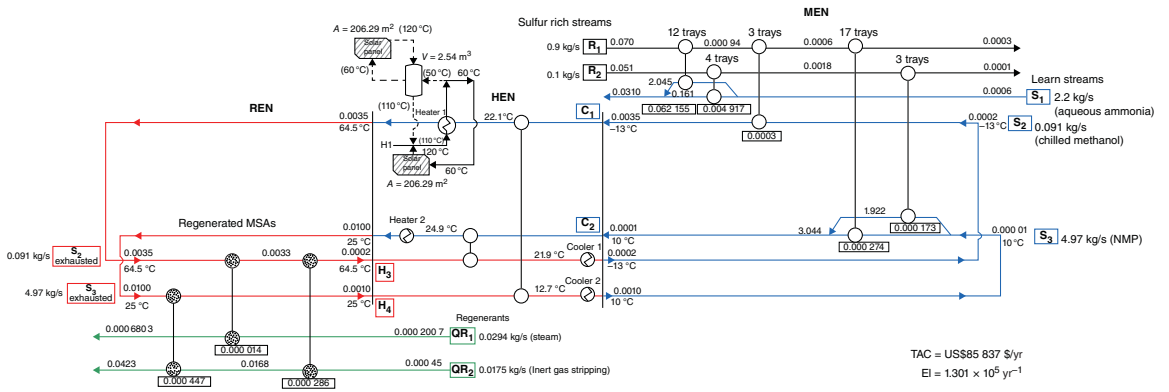 MEN
Sulfur rich streams
12 trays
3 trays
17 trays
0.9 kg/s
R1
0.070
0.000 94
0.0006
0.0003
4 trays
3 trays
0.1 kg/s
R2
0.051
0.0018
0.0001
2.045
0.161
Learn streams
0.0310
0.0006
S1
2.2 kg/s
(aqueous ammonia)
0.062 155
0.004 917
C1
0.0035
−13 °C
0.0002
−13 °C
S2
0.091 kg/s
(chilled methanol)
0.0003
A = 206.29 m² (120 °C)
Solar panel
V = 2.54 m³
(60 °C)
(50 °C)
60 °C
(110 °C)
HEN
Heater 1
22.1°C
H1
(110 °C)
120 °C
Solar panel
60 °C
A = 206.29 m²
REN
0.0035
64.5 °C
Regenerated MSAs
0.0100
25 °C
Heater 2
24.9 °C
C2
0.0001
10 °C
3.044
1.922
0.000 173
0.000 274
0.000 01
10 °C
S3
4.97 kg/s (NMP)
0.091 kg/s
S2
exhausted
0.0035
64.5 °C
0.0033
0.0002
64.5 °C
H3
21.9 °C
Cooler 1
0.0002
−13 °C
4.97 kg/s
S3
exhausted
0.0100
25 °C
0.0010
25 °C
H4
12.7 °C
Cooler 2
0.0010
10 °C
Regenerants
0.000 680 3
0.000 200 7
QR1
0.0294 kg/s (steam)
0.000 014
0.0423
0.0168
0.000 45
QR2
0.0175 kg/s (Inert gas stripping)
0.000 447
0.000 286
TAC = US$85 837 $/yr
EI = 1.301 × 10⁵ yr⁻¹